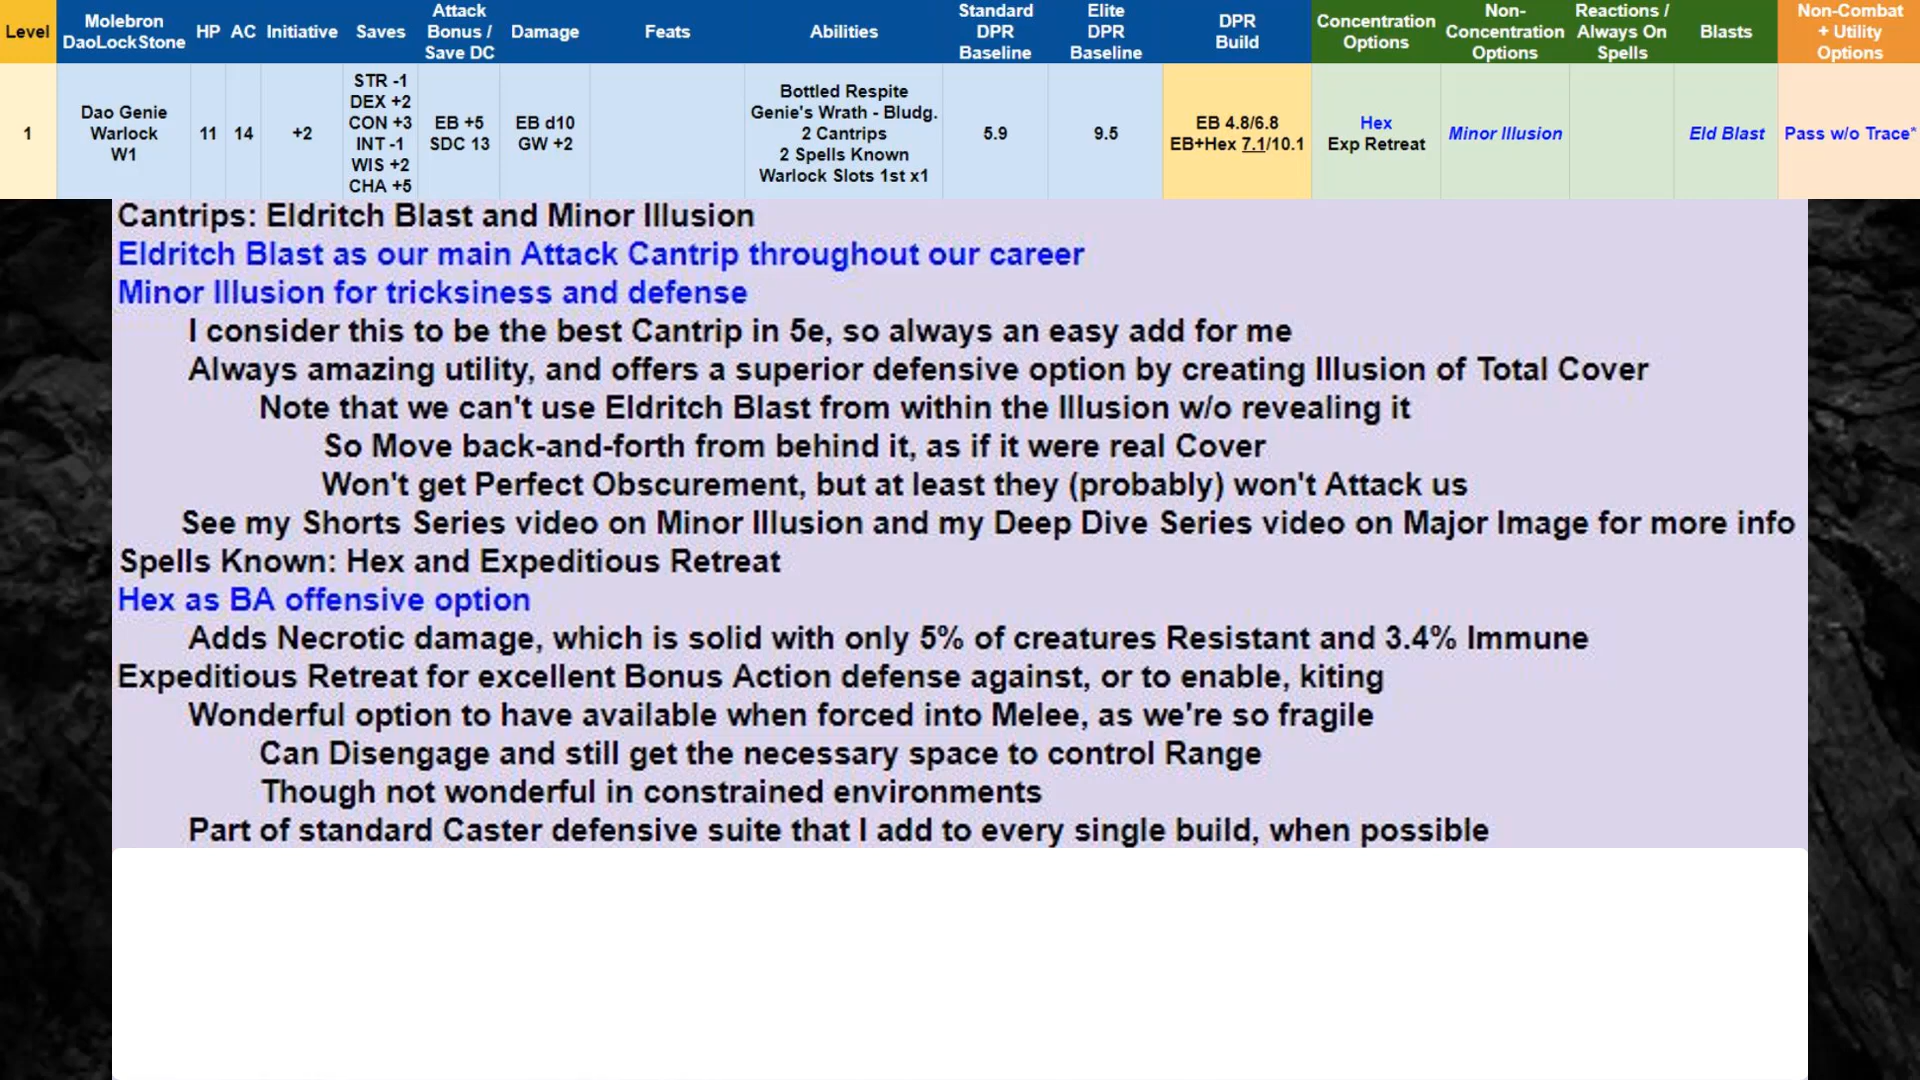 Level
Molebron
DaoLockStone
HP
AC
Initiative
Saves
Attack
Bonus /
Save DC
Damage
Feats
Abilities
Standard
DPR
Baseline
Elite
DPR
Baseline
DPR
Build
Concentration
Options
Non-
Concentration
Options
Reactions /
Always On
Spells
Blasts
Non-Combat
+ Utility
Options
1
Dao Genie
Warlock
W1
11
14
+2
STR -1
DEX +2
CON +3
INT -1
WIS +2
CHA +5
EB +5
SDC 13
EB d10
GW +2
Bottled Respite
Genie's Wrath - Bludg.
2 Cantrips
2 Spells Known
Warlock Slots 1st x1
5.9
9.5
EB 4.8/6.8
EB+Hex 7.1/10.1
Hex
Exp Retreat
Minor Illusion
Eld Blast
Pass w/o Trace*
Cantrips: Eldritch Blast and Minor Illusion
Eldritch Blast as our main Attack Cantrip throughout our career
Minor Illusion for tricksiness and defense
I consider this to be the best Cantrip in 5e, so always an easy add for me
Always amazing utility, and offers a superior defensive option by creating Illusion of Total Cover
Note that we can't use Eldritch Blast from within the Illusion w/o revealing it
So Move back-and-forth from behind it, as if it were real Cover
Won't get Perfect Obscurement, but at least they (probably) won't Attack us
See my Shorts Series video on Minor Illusion and my Deep Dive Series video on Major Image for more info
Spells Known: Hex and Expeditious Retreat
Hex as BA offensive option
Adds Necrotic damage, which is solid with only 5% of creatures Resistant and 3.4% Immune
Expeditious Retreat for excellent Bonus Action defense against, or to enable, kiting
Wonderful option to have available when forced into Melee, as we're so fragile
Can Disengage and still get the necessary space to control Range
Though not wonderful in constrained environments
Part of standard Caster defensive suite that I add to every single build, when possible